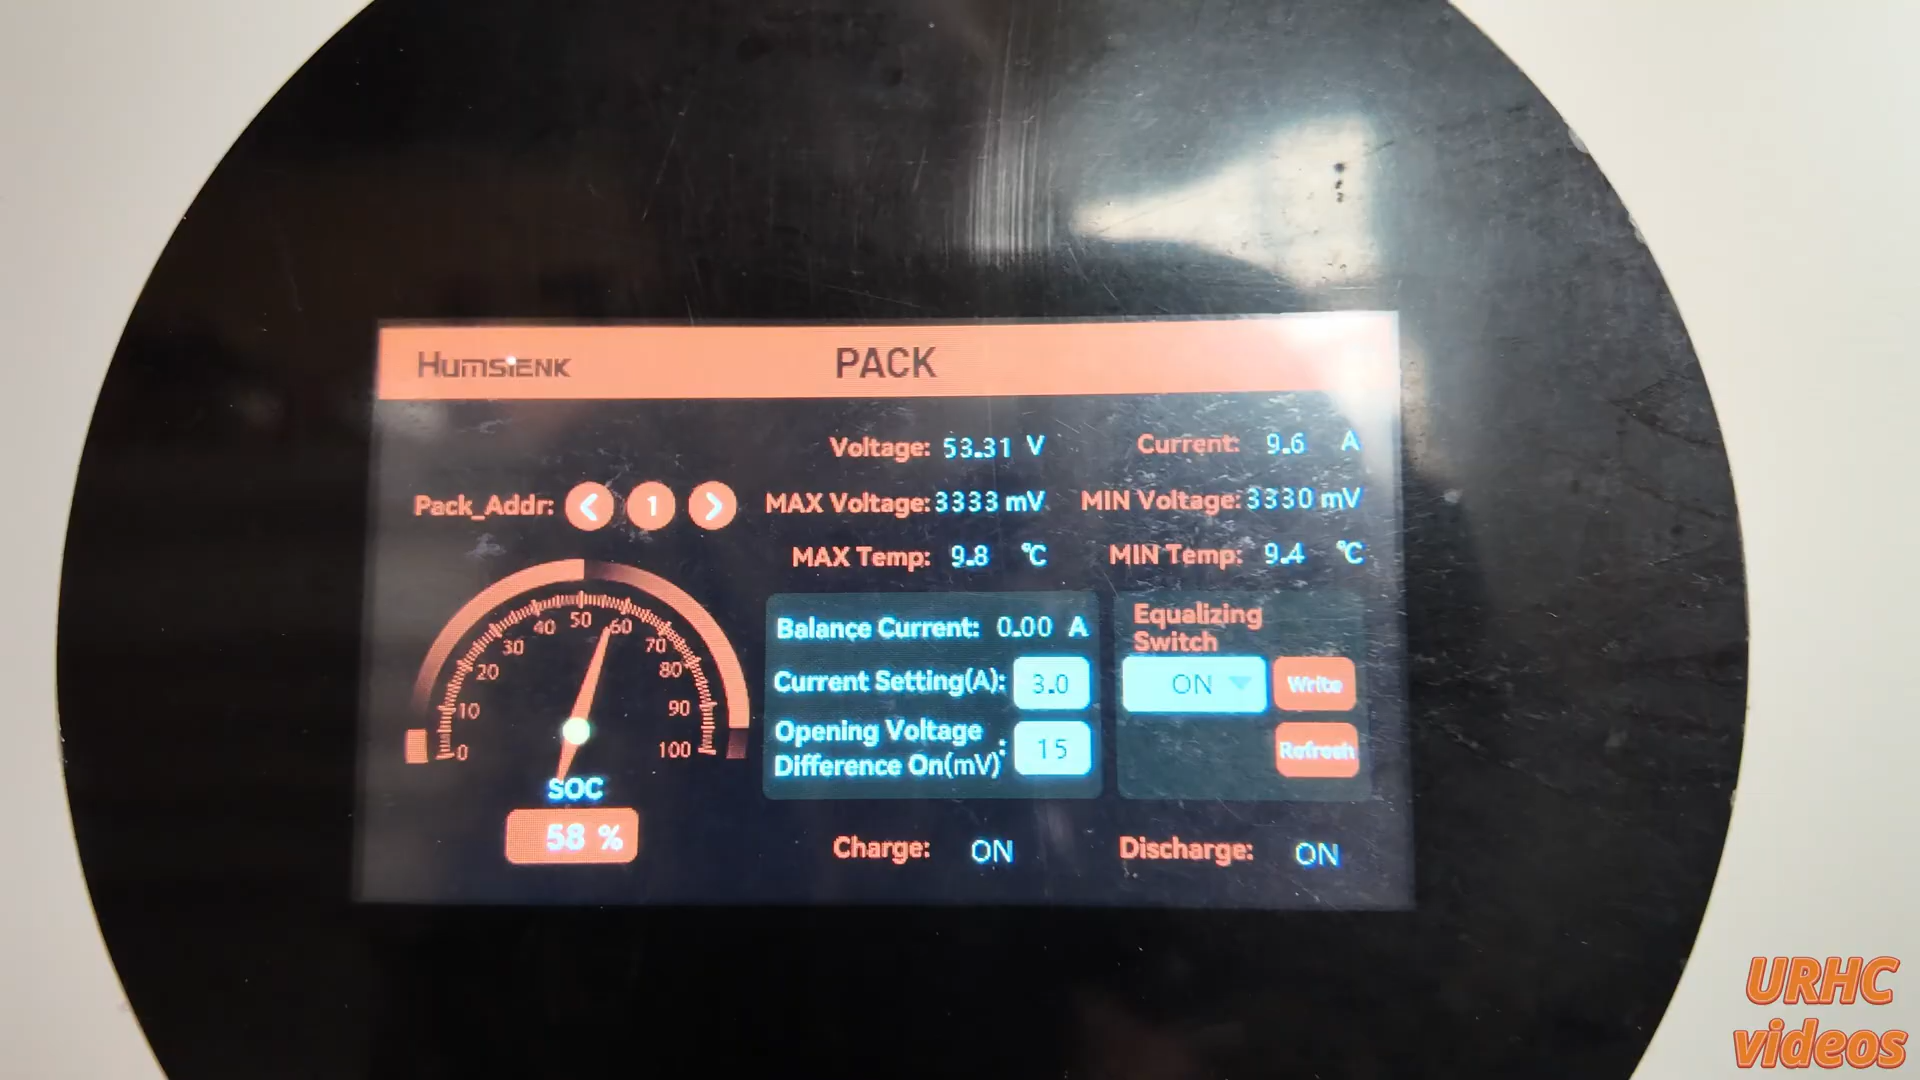 HUMSIENK
PACK
Voltage: 53.31 V
Current: 9.6 A
Pack_Addr: < 1 >
MAX Voltage: 3333 mV
MIN Voltage: 3330 mV
MAX Temp: 9.8 ℃
MIN Temp: 9.4 ℃
0 10 20 30 40 50 60 70 80 90 100
SOC
58 %
Balance Current: 0.00 A
Current Setting(A): 3.0
Opening Voltage
Difference On(mV): 15
Equalizing
Switch
ON
Write
Refresh
Charge: ON
Discharge: ON
URHC
videos